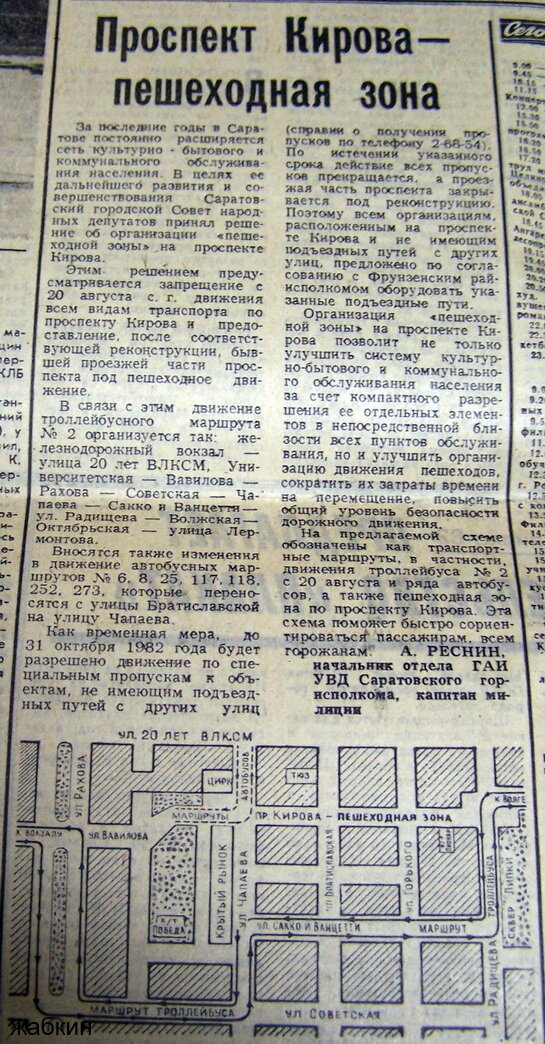 Проспект Кирова—
пешеходная зона
За последние годы в Сара-
тове постоянно расширяется
сеть культурно-бытового и
коммунального обслужива-
ния населения. В целях ее
дальнейшего развития и со-
вершенствования Саратов-
ский городской Совет народ-
ных депутатов принял реше-
ние об организации «пеше-
ходной зоны» на проспекте
Кирова.
Этим решением преду-
сматривается запрещение с
20 августа с. г. движения
всем видам транспорта по
проспекту Кирова и предо-
ставление, после соответ-
ствующей реконструкции, быв-
шей проезжей части прос-
пекта под пешеходное дви-
жение.
В связи с этим движение
троллейбусного маршрута
№ 2 организуется так: же-
лезнодорожный вокзал —
улица 20 лет ВЛКСМ, Уни-
верситетская — Вавилова —
Рахова — Советская — Ча-
паева — Сакко и Ванцетти—
ул. Радищева — Волжская—
Октябрьская — улица Лер-
монтова.
Вносятся также изменения
в движение автобусных мар-
шрутов № 6, 8, 25, 117, 118,
252, 273, которые перено-
сятся с улицы Братиславской
на улицу Чапаева.
Как временная мера, до
31 октября 1982 года будет
разрешено движение по спе-
циальным пропускам к объ-
ектам, не имеющим подъезд-
ных путей с других улиц
(справки о получении про-
пусков по телефону 2-68-54).
По истечении указанного
срока действие всех пропус-
ков прекращается, а проез-
жая часть проспекта закры-
вается под реконструкцию.
Поэтому всем организациям,
расположенным на проспек-
те Кирова и не имеющим
подъездных путей с других
улиц, предложено по согла-
сованию с Фрунзенским рай-
исполкомом оборудовать ука-
занные подъездные пути.
Организация «пешеход-
ной зоны» на проспекте Ки-
рова позволит не только
улучшить систему культур-
но-бытового и коммунально-
го обслуживания населения
за счет компактного разре-
шения ее отдельных элемен-
тов в непосредственной бли-
зости всех пунктов обслужи-
вания, но и улучшить органи-
зацию движения пешеходов,
сократить их затраты времени
на перемещение, повысить
общий уровень безопасности
дорожного движения.
На предлагаемой схеме
обозначены как транспорт-
ные маршруты, в частности,
движения троллейбуса № 2
с 20 августа и ряда автобу-
сов, а также пешеходная зо-
на по проспекту Кирова. Эта
схема поможет быстро сориен-
тироваться пассажирам, всем
горожанам. А. РЕСНИН,
начальник отдела ГАИ
УВД Саратовского гор-
исполкома, капитан ми-
лиции
УЛ. 20 ЛЕТ ВЛКСМ
УЛ РАХОВА
ЦИРК
АВТОБУСОВ
ТЮЗ
МАРШРУТЫ
ПР. КИРОВА - ПЕШЕХОДНАЯ ЗОНА
К ВОЛГЕ
К ВОКЗАЛУ
УЛ ВАВИЛОВА
К/Т ПОБЕДА
КРЫТЫЙ РЫНОК
УЛ. ЧАПАЕВА
УЛ БРАТИСЛАВСКАЯ
УЛ. ГОРЬКОГО
ТРОЛЛЕЙБУСА
СКВЕР ЛИПКИ
УЛ. САККО И ВАНЦЕТТИ
МАРШРУТ
УЛ РАДИЩЕВА
МАРШРУТ ТРОЛЛЕЙБУСА
УЛ СОВЕТСКАЯ
жабкин